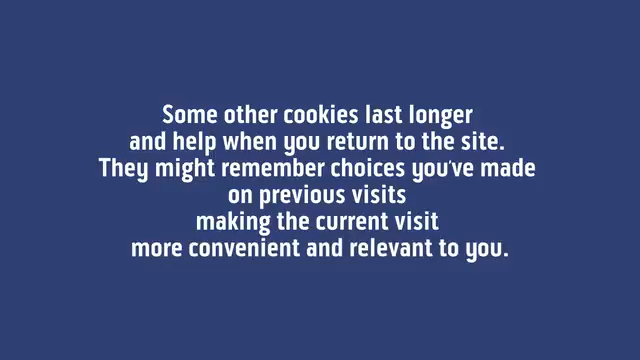 Some other cookies last longer
and help when you return to the site.
They might remember choices you've made
on previous visits
making the current visit
more convenient and relevant to you.